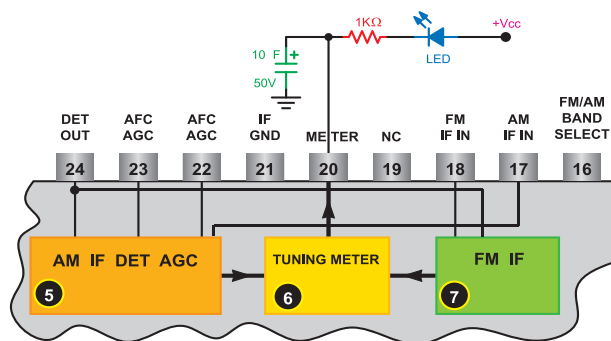 1KΩ
+Vcc
10 F +
50V
LED
DET OUT
AFC AGC
AFC AGC
IF GND
METER
NC
FM IF IN
AM IF IN
FM/AM BAND SELECT
24 23 22 21 20 19 18 17 16
AM IF DET AGC
TUNING METER
FM IF
5
6
7